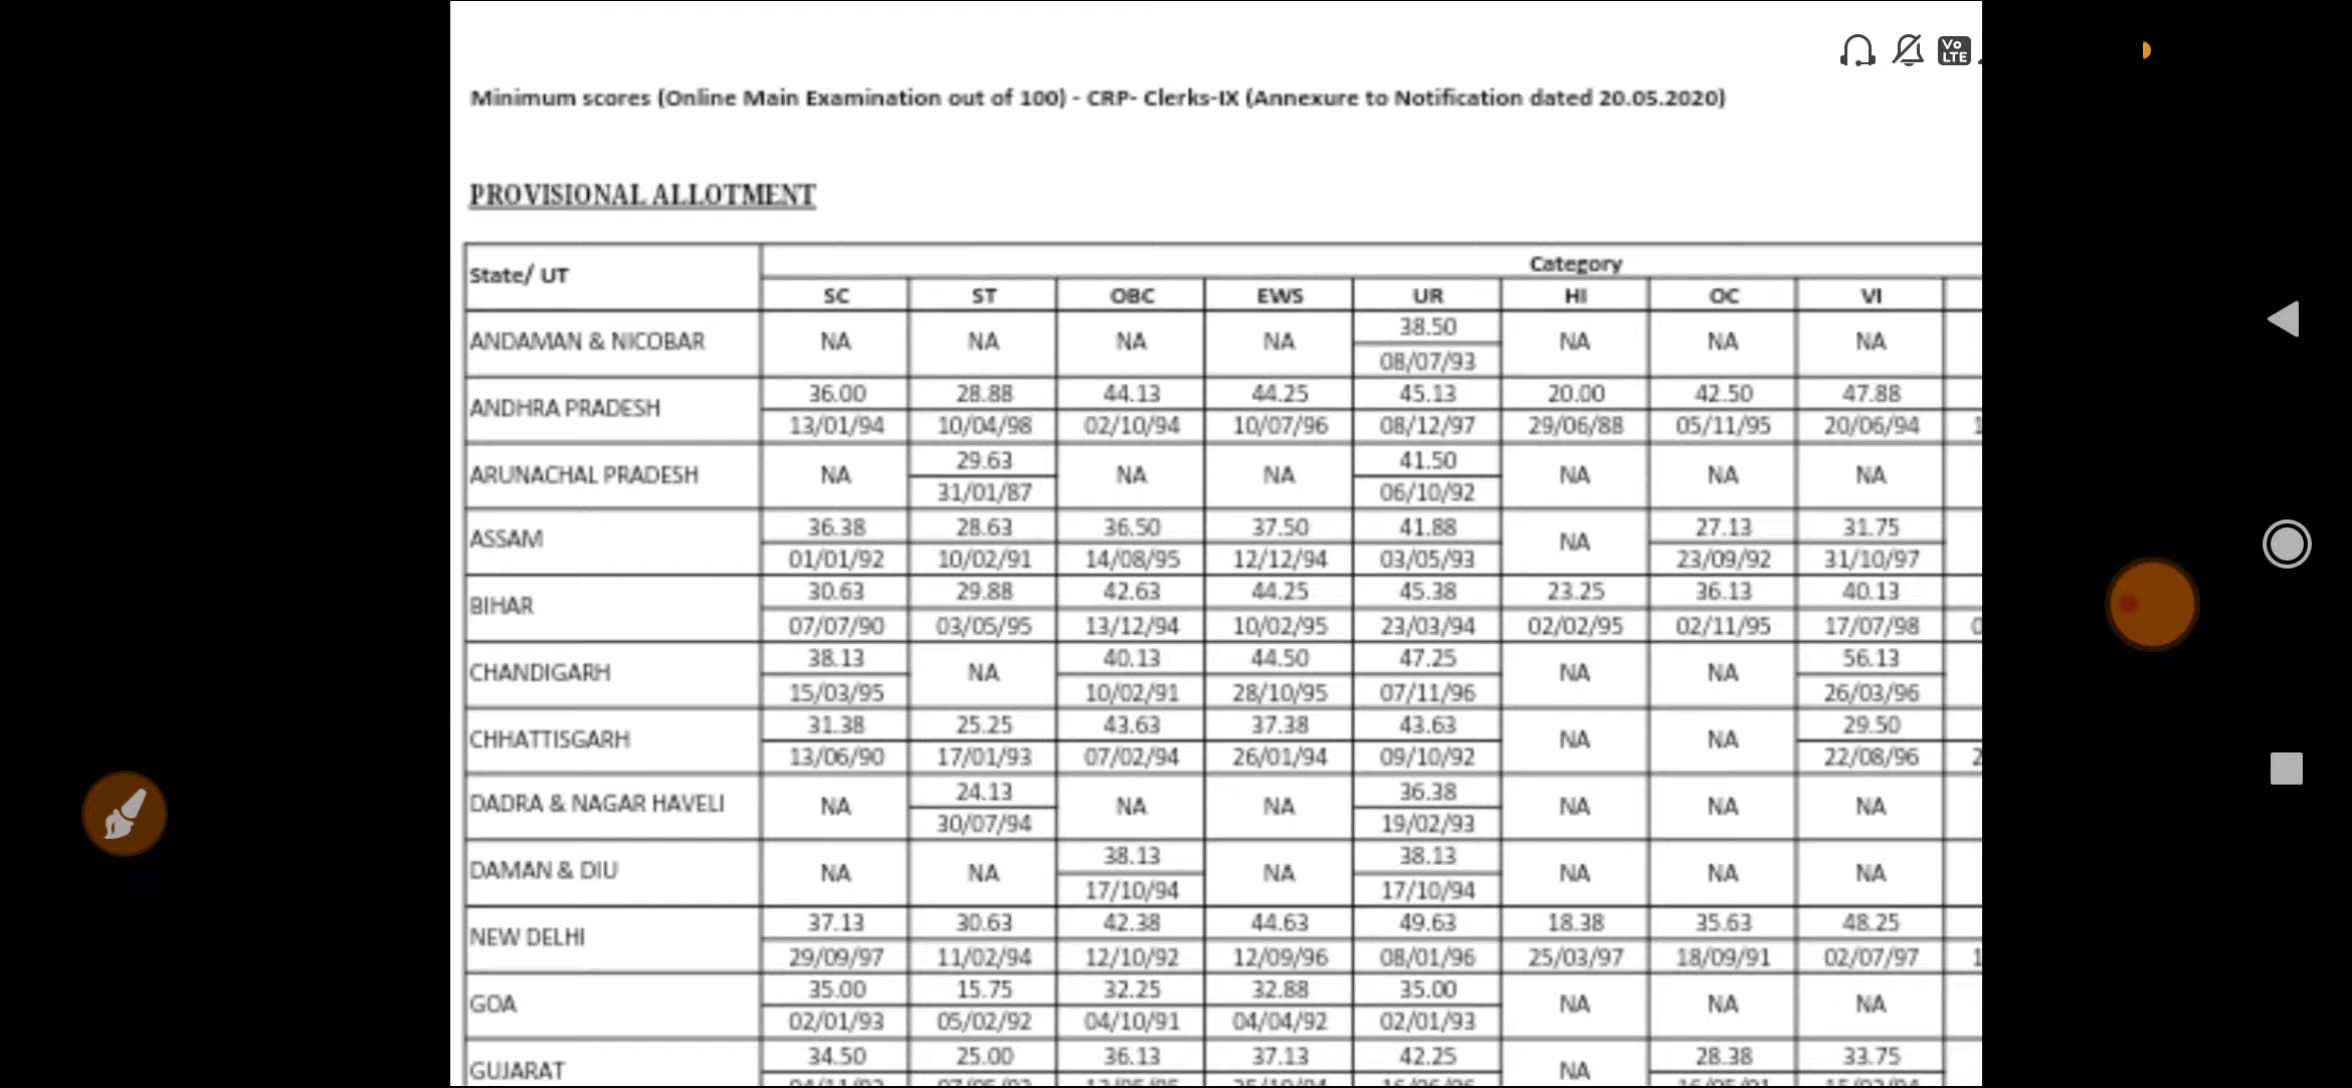 Vo
LTE
Minimum scores (Online Main Examination out of 100) - CRP- Clerks-IX (Annexure to Notification dated 20.05.2020)
PROVISIONAL ALLOTMENT
State/ UT Category
SC ST OBC EWS UR HI OC VI
ANDAMAN & NICOBAR NA NA NA NA 38.50 NA NA NA
08/07/93
ANDHRA PRADESH 36.00 28.88 44.13 44.25 45.13 20.00 42.50 47.88
13/01/94 10/04/98 02/10/94 10/07/96 08/12/97 29/06/88 05/11/95 20/06/94
ARUNACHAL PRADESH NA 29.63 NA NA 41.50 NA NA NA
31/01/87 06/10/92
ASSAM 36.38 28.63 36.50 37.50 41.88 NA 27.13 31.75
01/01/92 10/02/91 14/08/95 12/12/94 03/05/93 23/09/92 31/10/97
BIHAR 30.63 29.88 42.63 44.25 45.38 23.25 36.13 40.13
07/07/90 03/05/95 13/12/94 10/02/95 23/03/94 02/02/95 02/11/95 17/07/98
CHANDIGARH 38.13 NA 40.13 44.50 47.25 NA NA 56.13
15/03/95 10/02/91 28/10/95 07/11/96 26/03/96
CHHATTISGARH 31.38 25.25 43.63 37.38 43.63 NA NA 29.50
13/06/90 17/01/93 07/02/94 26/01/94 09/10/92 22/08/96
DADRA & NAGAR HAVELI NA 24.13 NA NA 36.38 NA NA NA
30/07/94 19/02/93
DAMAN & DIU NA NA 38.13 NA 38.13 NA NA NA
17/10/94 17/10/94
NEW DELHI 37.13 30.63 42.38 44.63 49.63 18.38 35.63 48.25
29/09/97 11/02/94 12/10/92 12/09/96 08/01/96 25/03/97 18/09/91 02/07/97
GOA 35.00 15.75 32.25 32.88 35.00 NA NA NA
02/01/93 05/02/92 04/10/91 04/04/92 02/01/93
GUJARAT 34.50 25.00 36.13 37.13 42.25 NA 28.38 33.75